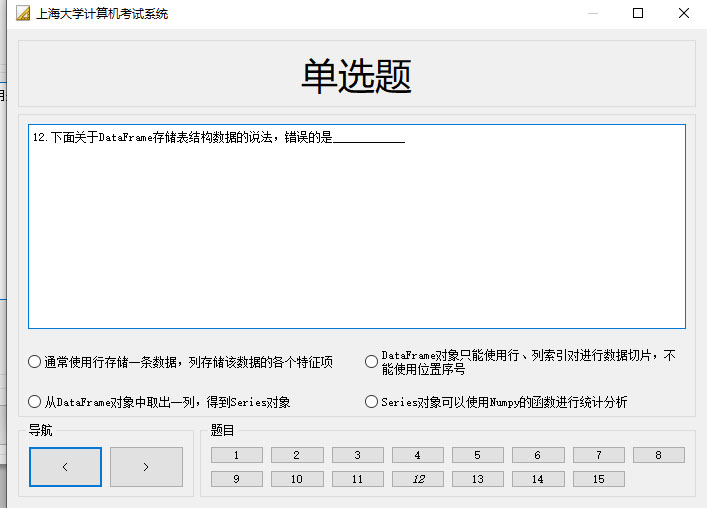 上海大学计算机考试系统
单选题
12.下面关于DataFrame存储表结构数据的说法，错误的是____________
通常使用行存储一条数据，列存储该数据的各个特征项
DataFrame对象只能使用行、列索引对进行数据切片，不
能使用位置序号
从DataFrame对象中取出一列，得到Series对象
Series对象可以使用Numpy的函数进行统计分析
导航
< >
题目
1 2 3 4 5 6 7 8
9 10 11 12 13 14 15